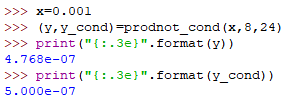 >>> x=0.001
>>> (y,y_cond)=prodnot_cond(x,8,24)
>>> print("{:.3e}".format(y))
4.768e-07
>>> print("{:.3e}".format(y_cond))
5.000e-07